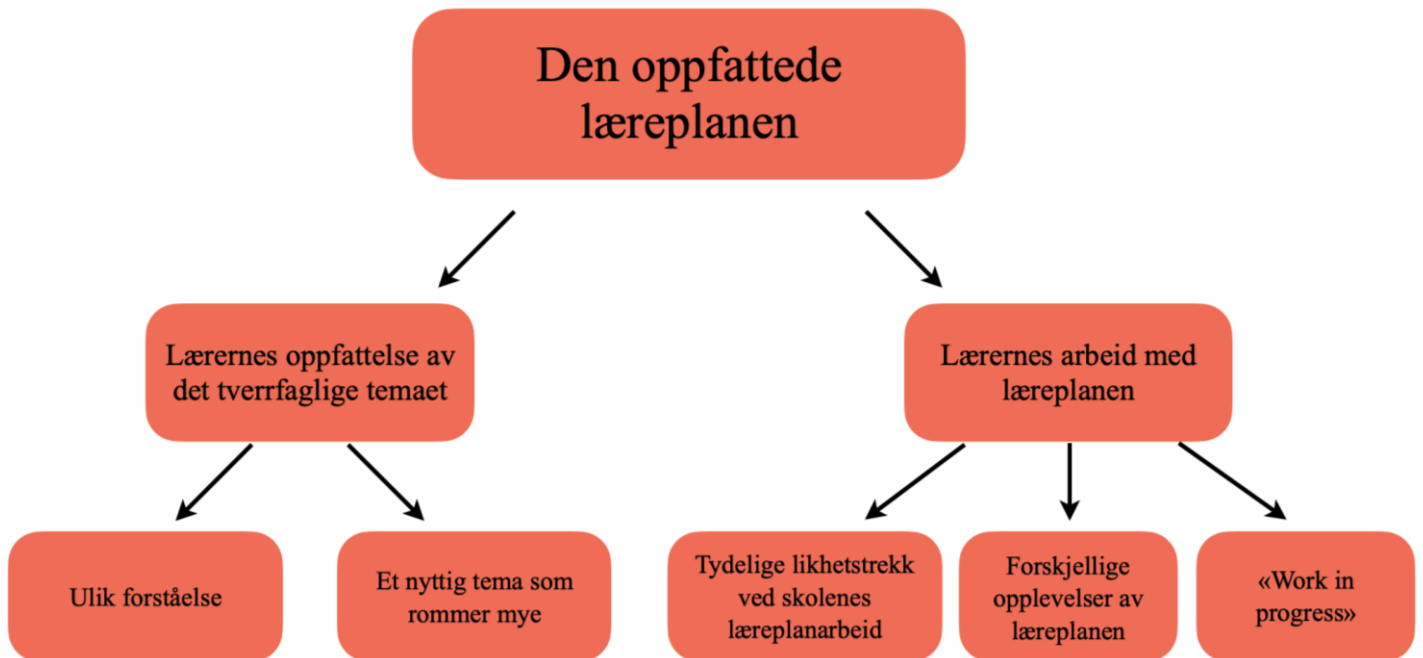 Den oppfattede
læreplanen
Lærernes oppfattelse av
det tverrfaglige temaet
Lærernes arbeid med
læreplanen
Ulik forståelse
Et nyttig tema som
rommer mye
Tydelige likhetstrekk
ved skolenes
læreplanarbeid
Forskjellige
opplevelser av
læreplanen
«Work in
progress»